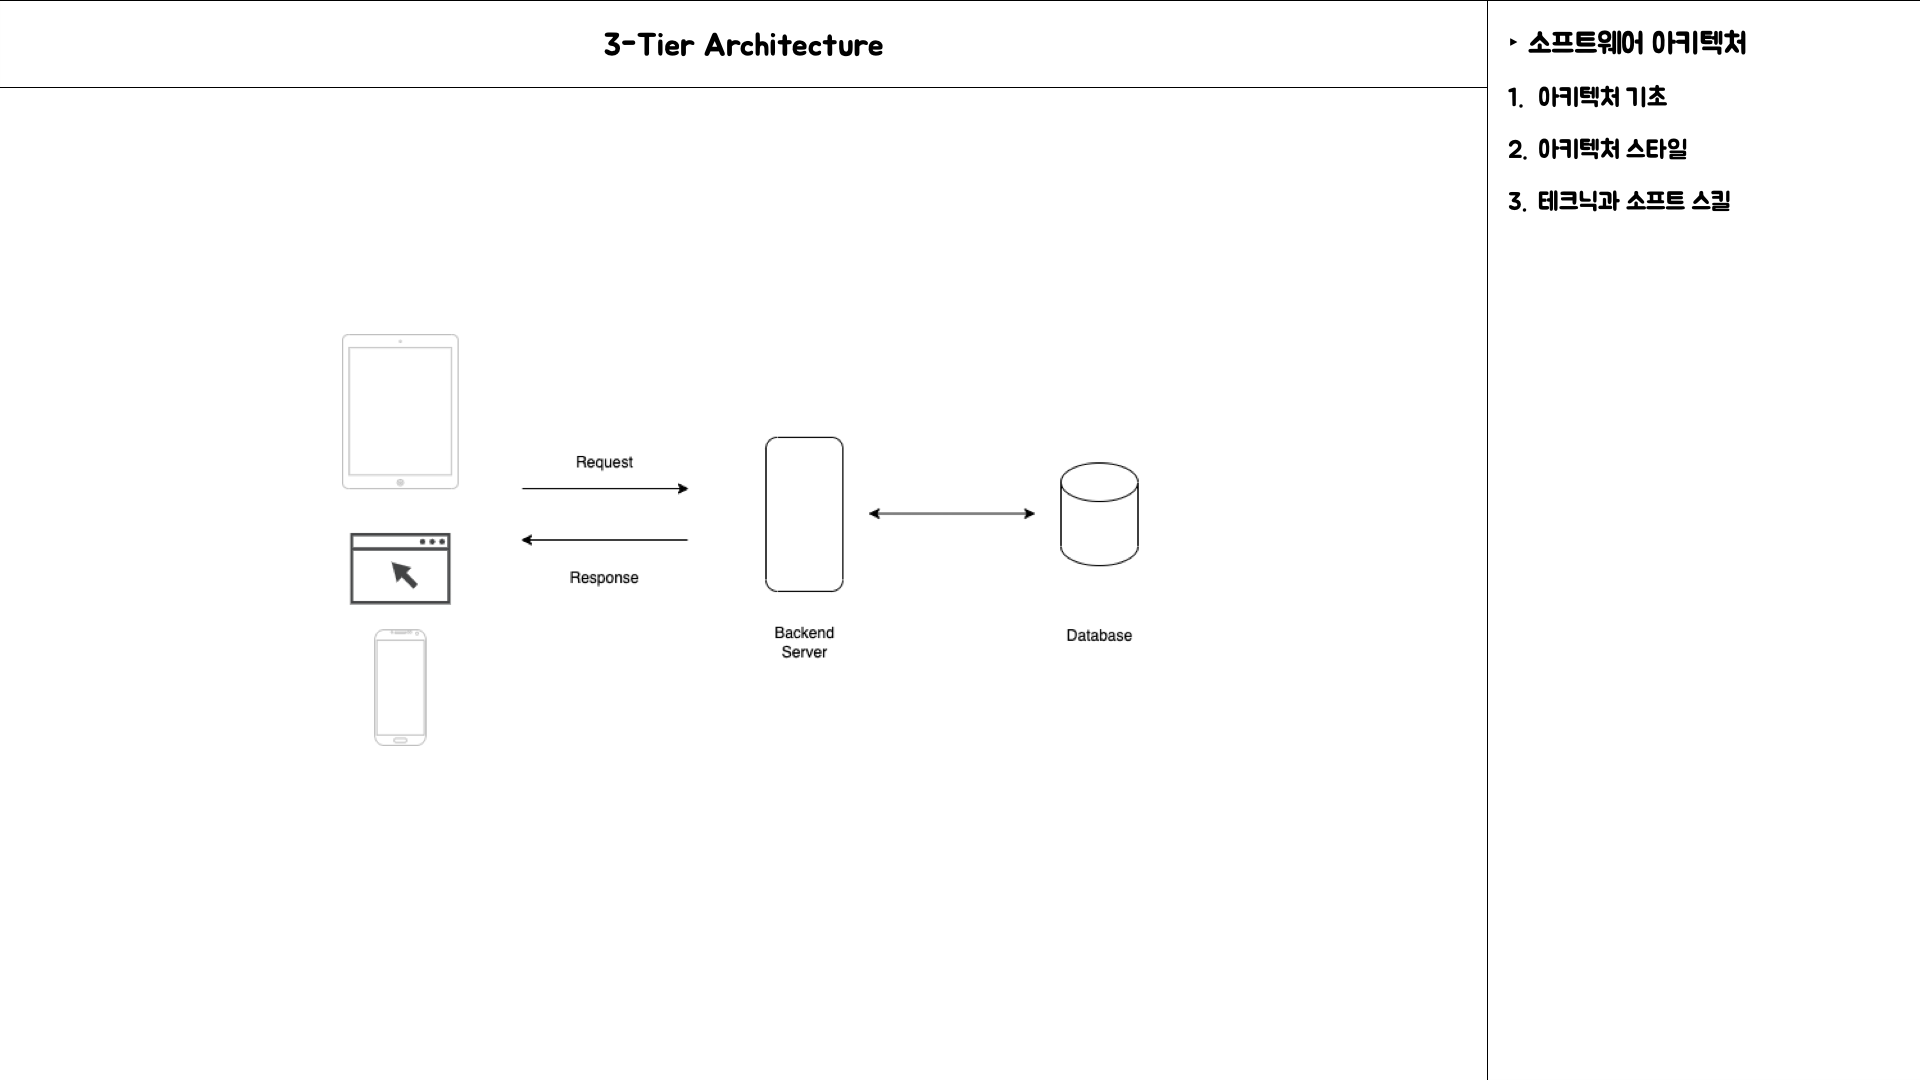 3-Tier Architecture
Request
Response
Backend
Server
Database
▸ 소프트웨어 아키텍처
1. 아키텍처 기초
2. 아키텍처 스타일
3. 테크닉과 소프트 스킬